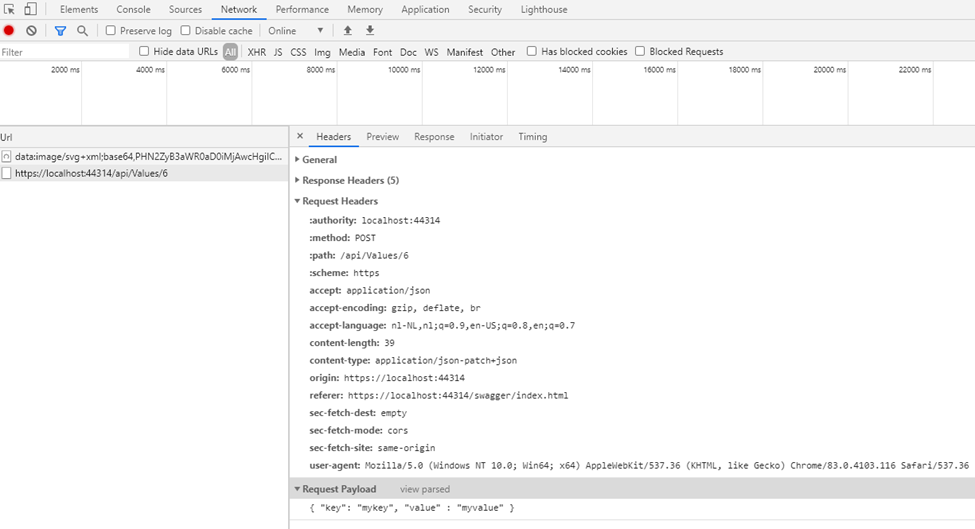 Elements Console Sources Network Performance Memory Application Security Lighthouse
Preserve log Disable cache Online
Filter Hide data URLs All XHR JS CSS Img Media Font Doc WS Manifest Other Has blocked cookies Blocked Requests
2000 ms 4000 ms 6000 ms 8000 ms 10000 ms 12000 ms 14000 ms 16000 ms 18000 ms 20000 ms 22000 ms
Url
data:image/svg+xml;base64,PHN2ZyB3aWR0aD0iMjAwcHgiIC...
https://localhost:44314/api/Values/6
× Headers Preview Response Initiator Timing
General
Response Headers (5)
Request Headers
:authority: localhost:44314
:method: POST
:path: /api/Values/6
:scheme: https
accept: application/json
accept-encoding: gzip, deflate, br
accept-language: nl-NL,nl;q=0.9,en-US;q=0.8,en;q=0.7
content-length: 39
content-type: application/json-patch+json
origin: https://localhost:44314
referer: https://localhost:44314/swagger/index.html
sec-fetch-dest: empty
sec-fetch-mode: cors
sec-fetch-site: same-origin
user-agent: Mozilla/5.0 (Windows NT 10.0; Win64; x64) AppleWebKit/537.36 (KHTML, like Gecko) Chrome/83.0.4103.116 Safari/537.36
Request Payload view parsed
{ "key": "mykey", "value" : "myvalue" }